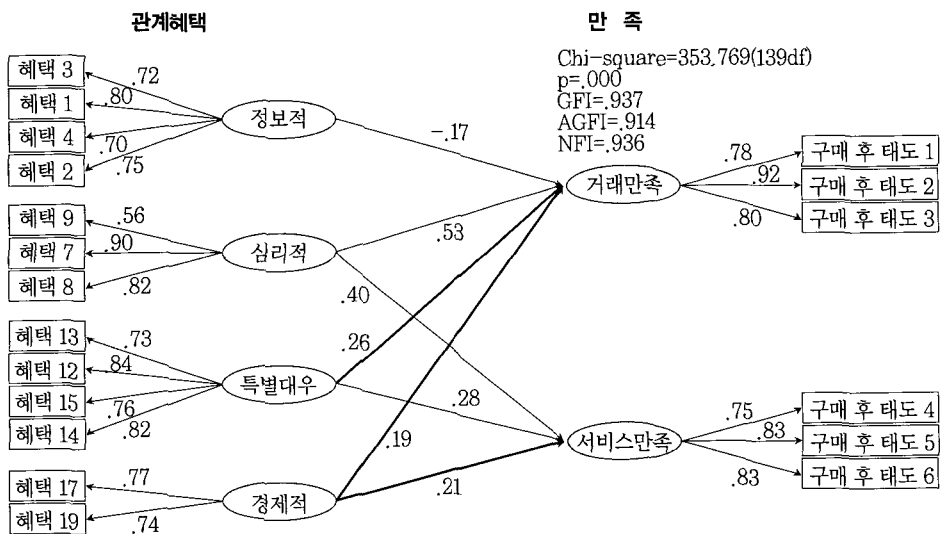 관계혜택
만 족
Chi-square=353.769(139df)
p=.000
GFI=.937
AGFI=.914
NFI=.936
혜택 3
혜택 1
혜택 4
혜택 2
.72
.80
.70
.75
정보적
-.17
혜택 9
혜택 7
혜택 8
.56
.90
.82
심리적
.53
.40
혜택 13
혜택 12
혜택 15
혜택 14
.73
.84
.76
.82
특별대우
.26
.28
혜택 17
혜택 19
.77
.74
경제적
.19
.21
거래만족
.78
.92
.80
구매 후 태도 1
구매 후 태도 2
구매 후 태도 3
서비스만족
.75
.83
.83
구매 후 태도 4
구매 후 태도 5
구매 후 태도 6